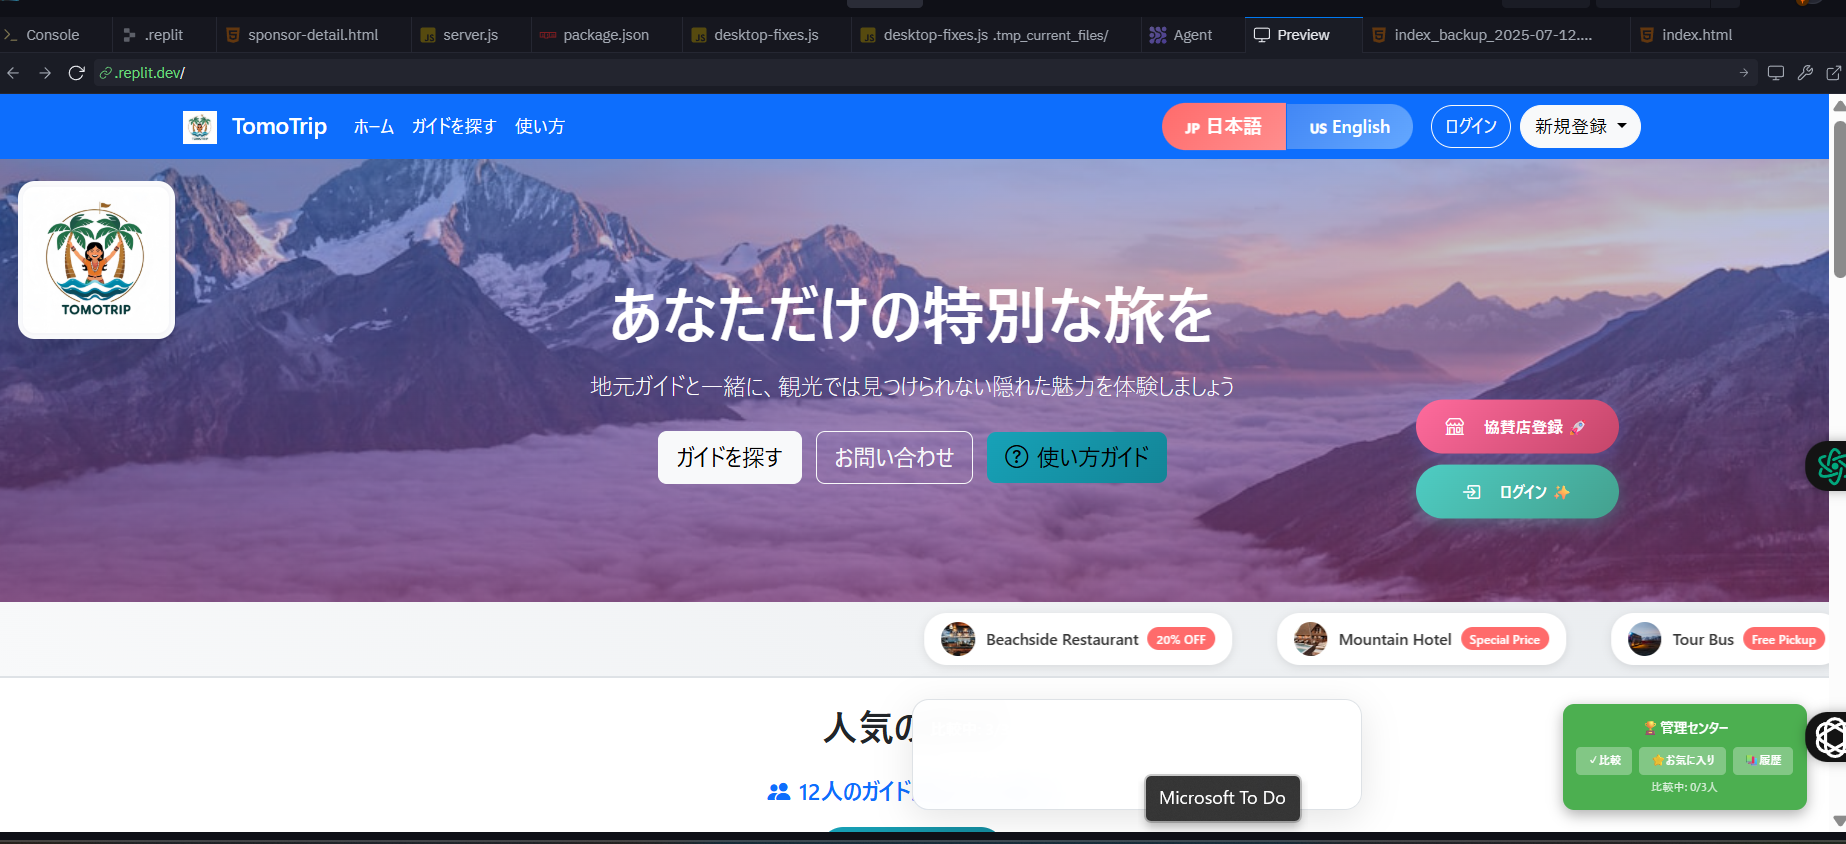 Console
.replit
sponsor-detail.html
server.js
package.json
desktop-fixes.js
desktop-fixes.js .tmp_current_files/
Agent
Preview
index_backup_2025-07-12....
index.html
.replit.dev/
TomoTrip
ホーム
ガイドを探す
使い方
JP 日本語
US English
ログイン
新規登録
TOMOTRIP
あなただけの特別な旅を
地元ガイドと一緒に、観光では見つけられない隠れた魅力を体験しましょう
ガイドを探す
お問い合わせ
使い方ガイド
協賛店登録 🚀
ログイン ✨
Beachside Restaurant 20% OFF
Mountain Hotel Special Price
Tour Bus Free Pickup
人気の
12人のガイド
🏆 管理センター
✓比較
⭐お気に入り
📊履歴
比較中: 0/3人
Microsoft To Do